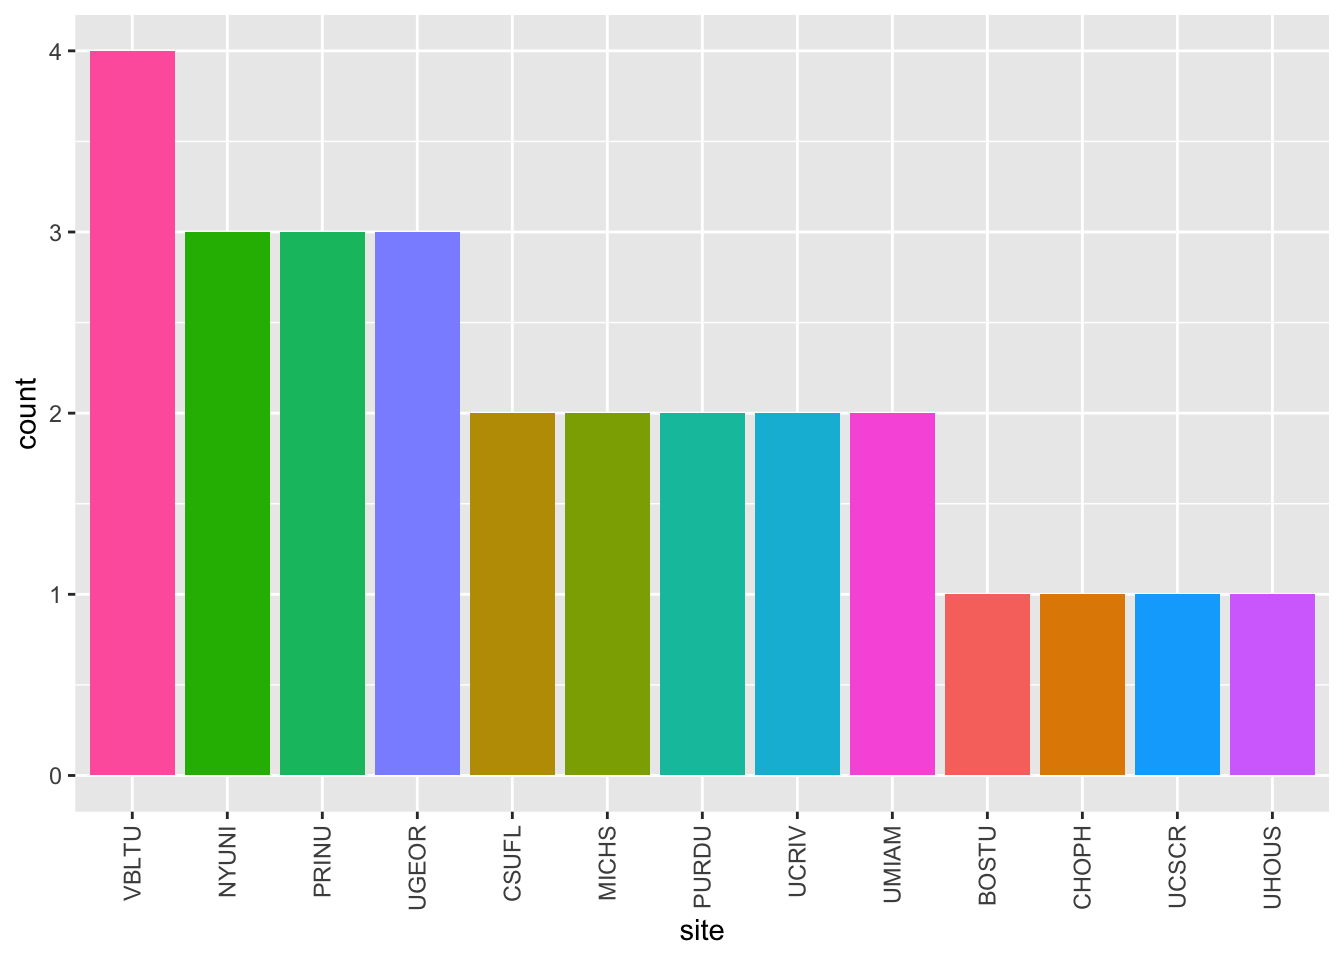 4
3
2
1
0
count
VBLTU
NYUNI
PRINU
UGEOR
CSUFL
MICHS
PURDU
UCRIV
UMIAM
BOSTU
CHOPH
UCSCR
UHOUS
site